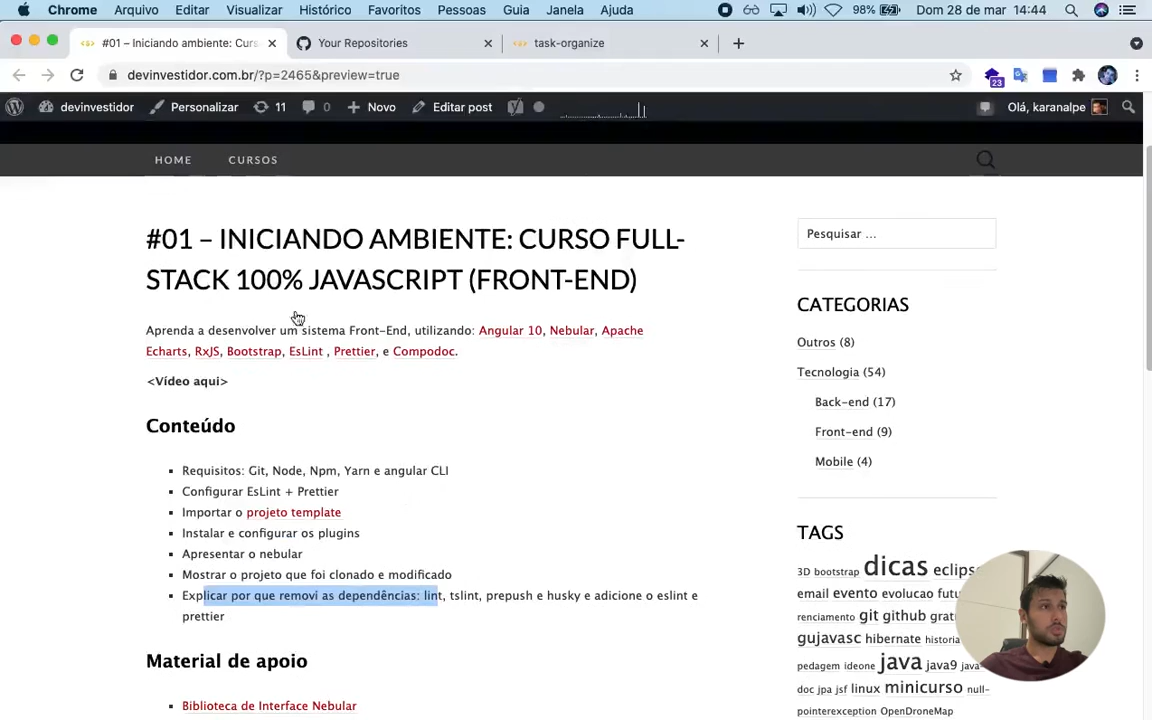 Chrome Arquivo Editar Visualizar Histórico Favoritos Pessoas Guia Janela Ajuda 98% Dom 28 de mar 14:44
#01 – Iniciando ambiente: Curs × Your Repositories × task-organize × +
devinvestidor.com.br/?p=2465&preview=true 23
devinvestidor Personalizar 11 0 Novo Editar post Olá, karanalpe
HOME CURSOS
#01 – INICIANDO AMBIENTE: CURSO FULL-
STACK 100% JAVASCRIPT (FRONT-END)
Aprenda a desenvolver um sistema Front-End, utilizando: Angular 10, Nebular, Apache
Echarts, RxJS, Bootstrap, EsLint , Prettier, e Compodoc.
<Vídeo aqui>
Conteúdo
Requisitos: Git, Node, Npm, Yarn e angular CLI
Configurar EsLint + Prettier
Importar o projeto template
Instalar e configurar os plugins
Apresentar o nebular
Mostrar o projeto que foi clonado e modificado
Explicar por que removi as dependências: lint, tslint, prepush e husky e adicione o eslint e
prettier
Material de apoio
Biblioteca de Interface Nebular
Pesquisar ...
CATEGORIAS
Outros (8)
Tecnologia (54)
Back-end (17)
Front-end (9)
Mobile (4)
TAGS
3D bootstrap dicas
email evento evolucao
renciamento git github
gujavasc hibernate historia
pedagem ideone java java9
doc jpa jsf linux minicurso null-
pointerexception OpenDroneMap